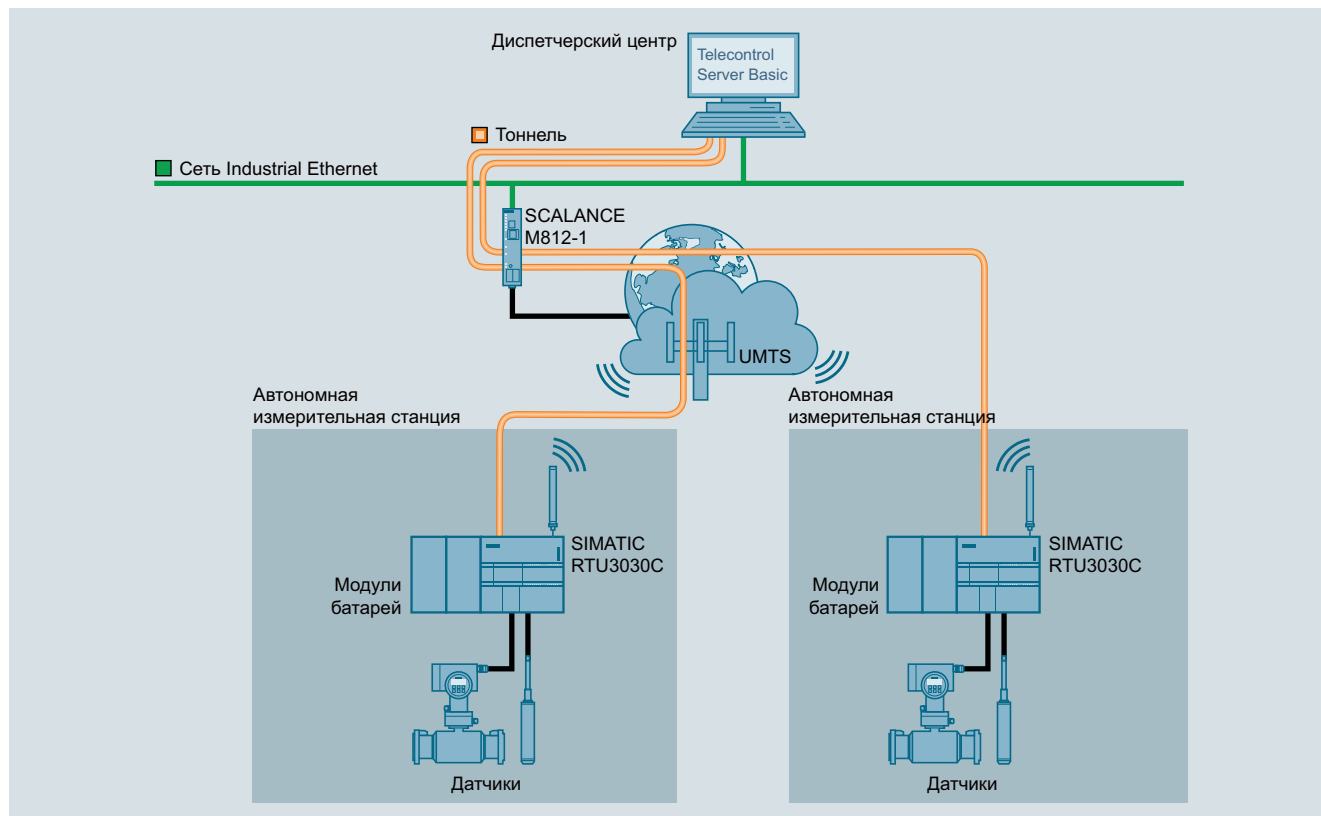 Диспетчерский центр
Telecontrol
Server Basic
Тоннель
Сеть Industrial Ethernet
SCALANCE
M812-1
UMTS
Автономная
измерительная станция
SIMATIC
RTU3030C
Модули
батарей
Датчики
Автономная
измерительная станция
SIMATIC
RTU3030C
Модули
батарей
Датчики